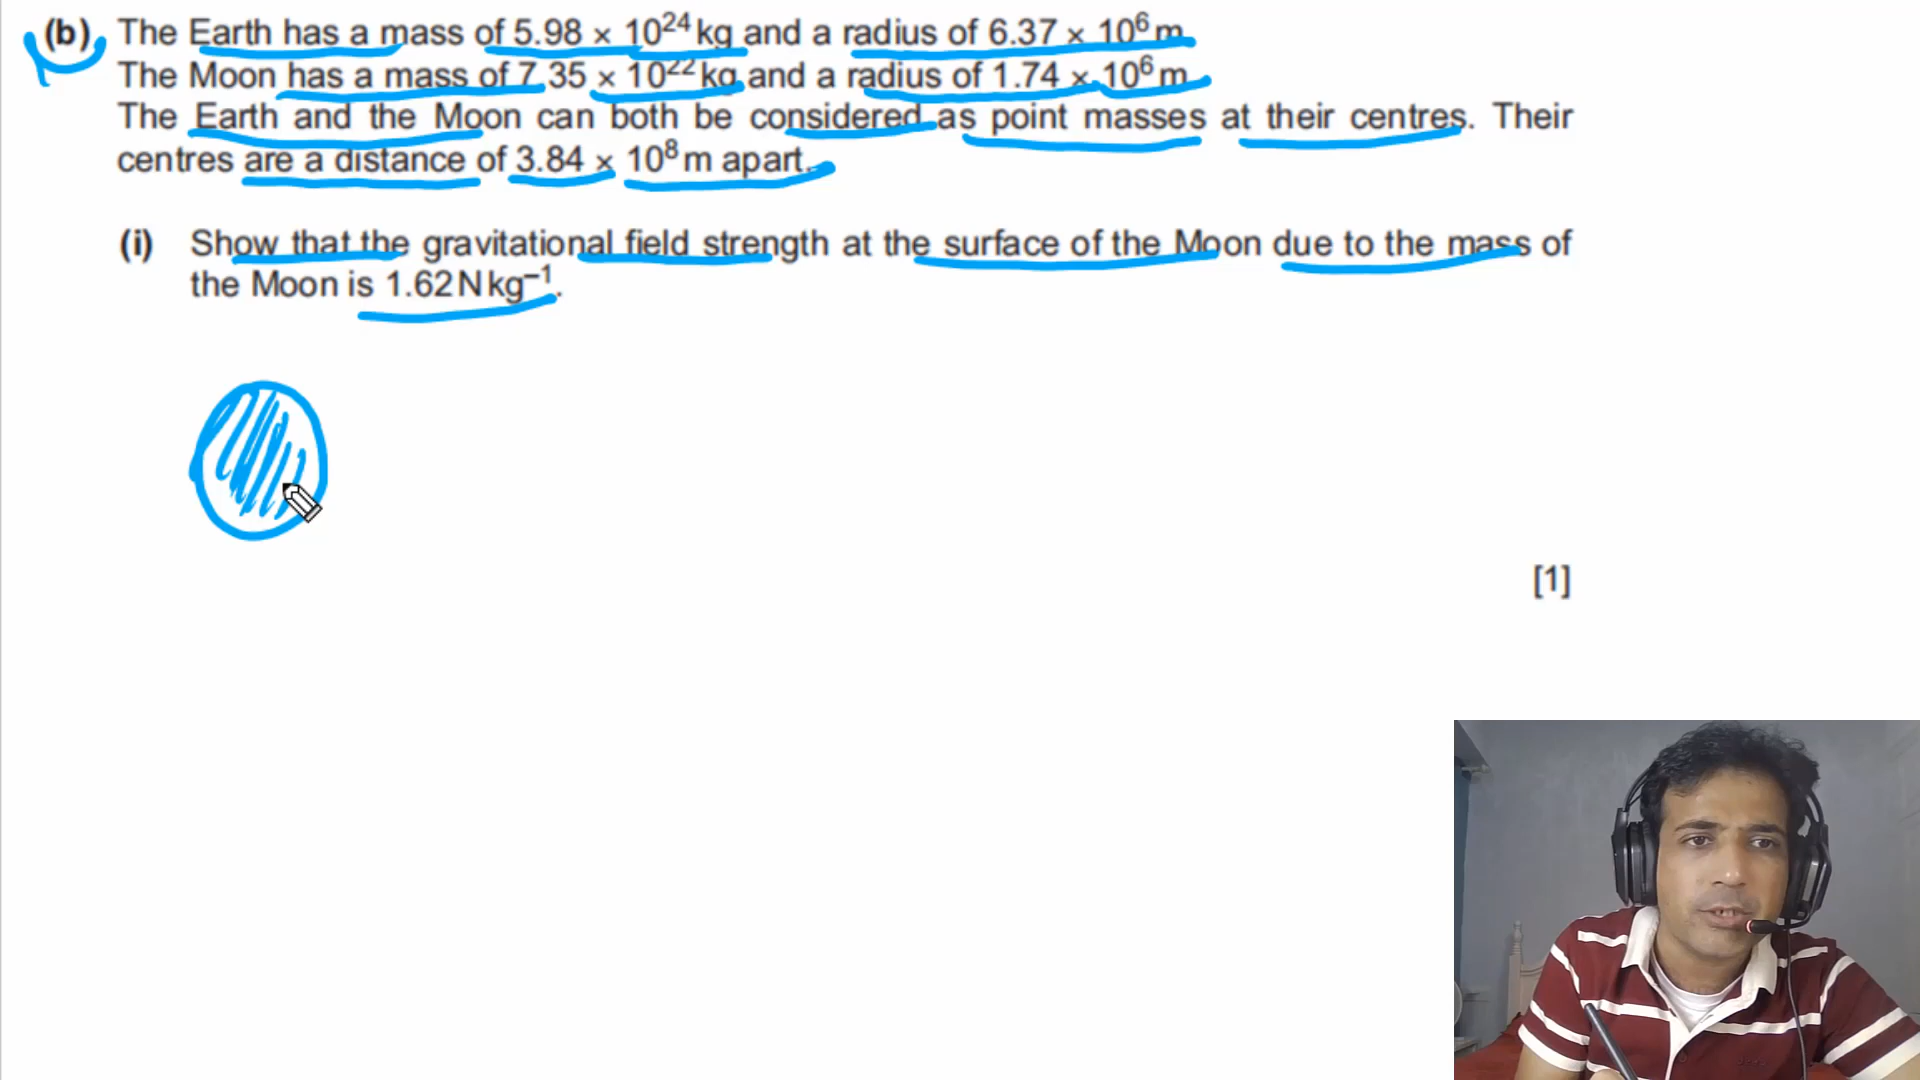 (b) The Earth has a mass of 5.98 × 10²⁴ kg and a radius of 6.37 × 10⁶ m.
The Moon has a mass of 7.35 × 10²² kg and a radius of 1.74 × 10⁶ m.
The Earth and the Moon can both be considered as point masses at their centres. Their
centres are a distance of 3.84 × 10⁸ m apart.
(i) Show that the gravitational field strength at the surface of the Moon due to the mass of
the Moon is 1.62 N kg⁻¹.
[1]